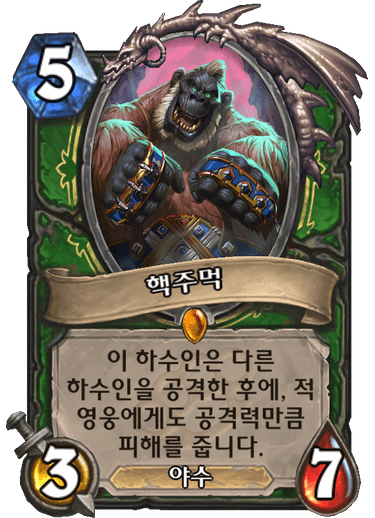 5
핵주먹
이 하수인은 다른
하수인을 공격한 후에, 적
영웅에게도 공격력만큼
피해를 줍니다.
야수
3
7